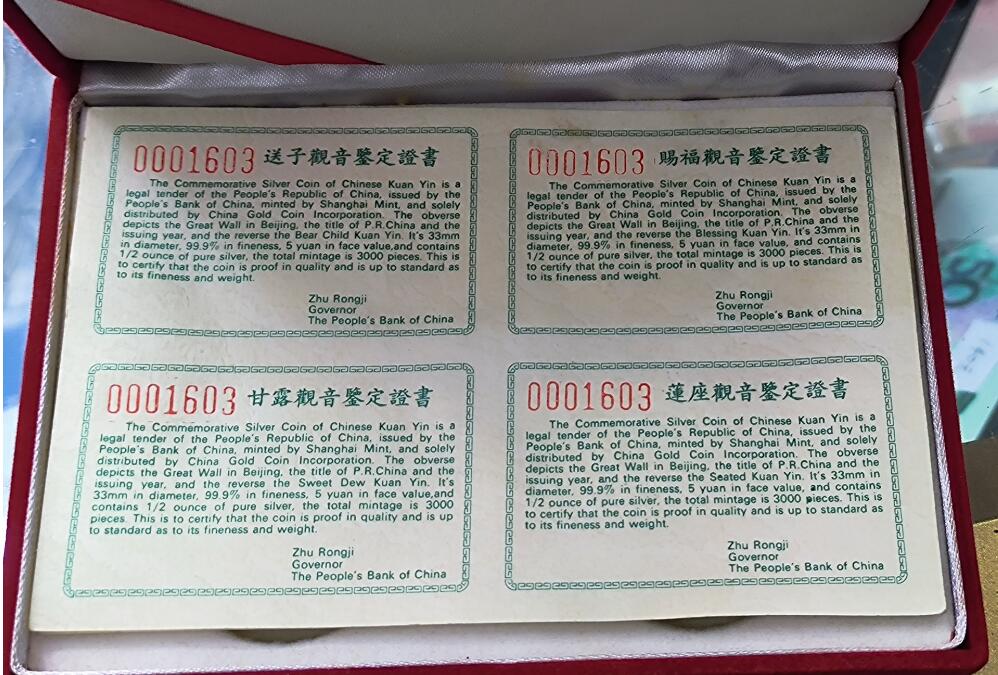 0001603 送子觀音鑒定證書
The Commemorative Silver Coin of Chinese Kuan Yin is a
legal tender of the People's Republic of China, issued by the
People's Bank of China, minted by Shanghai Mint, and solely
distributed by China Gold Coin Incorporation. The obverse
depicts the Great Wall in Beijing, the title of P.R.China and the
issuing year, and the reverse the Bear Child Kuan Yin. It's 33mm
in diameter, 99.9% in fineness, 5 yuan in face value,and contains
1/2 ounce of pure silver, the total mintage is 3000 pieces. This is
to certify that the coin is proof in quality and is up to standard as
to its fineness and weight.
Zhu Rongji
Governor
The People's Bank of China
0001603 賜福觀音鑒定證書
The Commemorative Silver Coin of Chinese Kuan Yin is a
legal tender of the People's Republic of China, issued by the
People's Bank of China, minted by Shanghai Mint, and solely
distributed by China Gold Coin Incorporation. The obverse
depicts the Great Wall in Beijing, the title of P.R.China and the
issuing year, and the reverse the Blessing Kuan Yin. It's 33mm in
diameter, 99.9% in fineness, 5 yuan in face value, and contains
1/2 ounce of pure silver, the total mintage is 3000 pieces. This is
to certify that the coin is proof in quality and is up to standard as
to its fineness and weight.
Zhu Rongji
Governor
The People's Bank of China
0001603 甘露觀音鑒定證書
The Commemorative Silver Coin of Chinese Kuan Yin is a
legal tender of the People's Republic of China, issued by the
People's Bank of China, minted by Shanghai Mint, and solely
distributed by China Gold Coin Incorporation. The obverse
depicts the Great Wall in Beijing, the title of P.R.China and the
issuing year, and the reverse the Sweet Dew Kuan Yin. It's
33mm in diameter, 99.9% in fineness, 5 yuan in face value,and
contains 1/2 ounce of pure silver, the total mintage is 3000
pieces. This is to certify that the coin is proof in quality and is up
to standard as to its fineness and weight.
Zhu Rongji
Governor
The People's Bank of China
0001603 蓮座觀音鑒定證書
The Commemorative Silver Coin of Chinese Kuan Yin is a
legal tender of the People's Republic of China, issued by the
People's Bank of China, minted by Shanghai Mint, and solely
distributed by China Gold Coin Incorporation. The obverse
depicts the Great Wall in Beijing, the title of P.R.China and the
issuing year, and the reverse the Seated Kuan Yin. It's 33mm in
diameter, 99.9% in fineness, 5 yuan in face value, and contains
1/2 ounce of pure silver, the total mintage is 3000 pieces. This is
to certify that the coin is proof in quality and is up to standard as
to its fineness and weight.
Zhu Rongji
Governor
The People's Bank of China